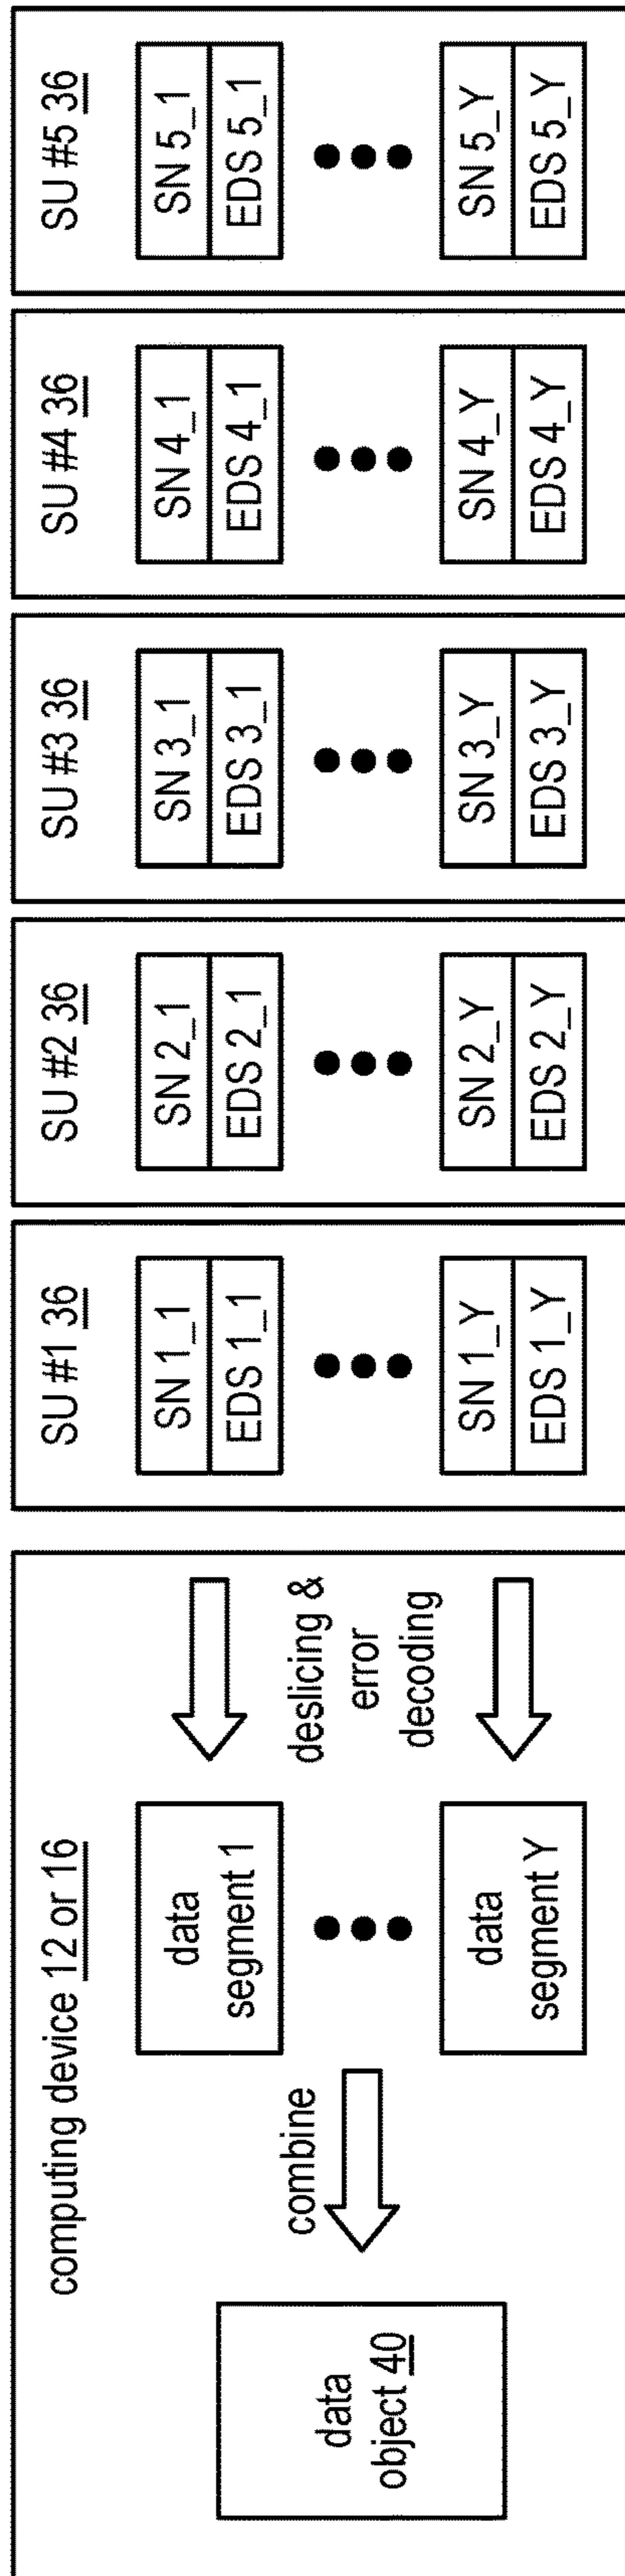 computing device 12 or 16
data
object 40
combine
data
segment 1
data
segment Y
deslicing &
error
decoding
SU #1 36
SN 1_1
EDS 1_1
SN 1_Y
EDS 1_Y
SU #2 36
SN 2_1
EDS 2_1
SN 2_Y
EDS 2_Y
SU #3 36
SN 3_1
EDS 3_1
SN 3_Y
EDS 3_Y
SU #4 36
SN 4_1
EDS 4_1
SN 4_Y
EDS 4_Y
SU #5 36
SN 5_1
EDS 5_1
SN 5_Y
EDS 5_Y